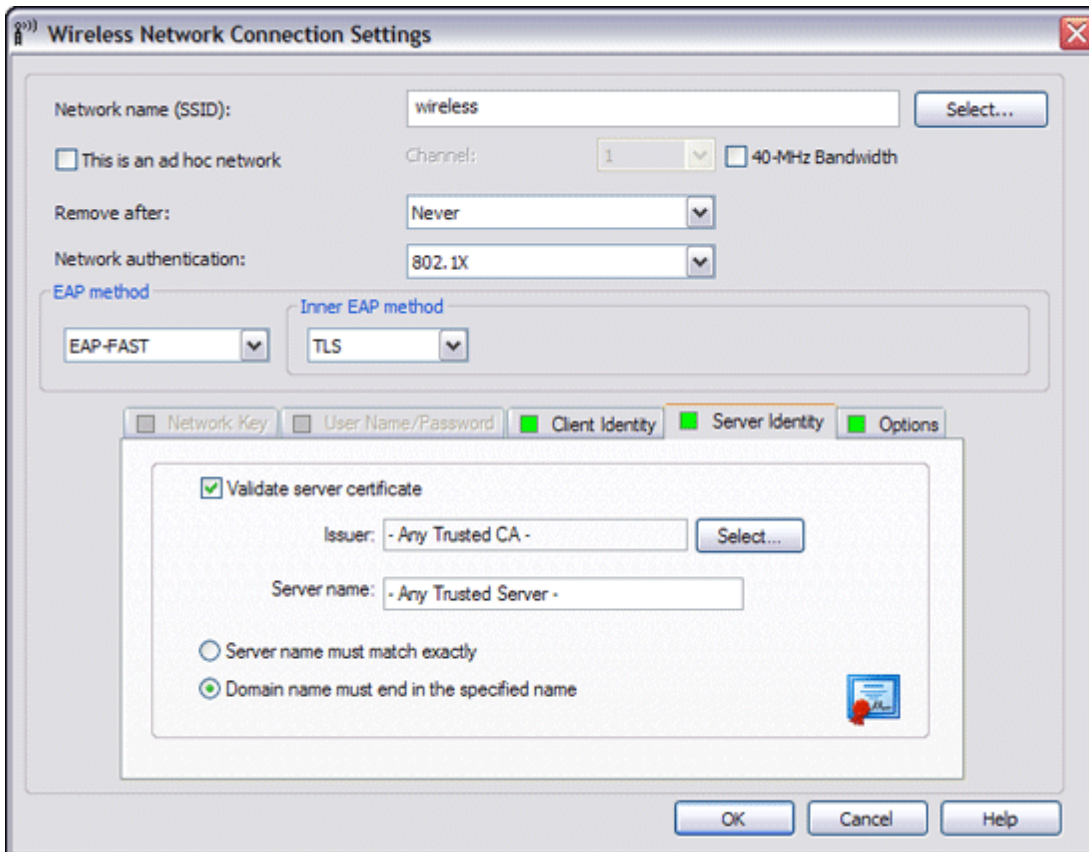 Wireless Network Connection Settings
Network name (SSID): wireless Select...
This is an ad hoc network Channel: 1 40-MHz Bandwidth
Remove after: Never
Network authentication: 802.1X
EAP method
Inner EAP method
EAP-FAST TLS
Network Key User Name/Password Client Identity Server Identity Options
Validate server certificate
Issuer: - Any Trusted CA - Select...
Server name: - Any Trusted Server -
Server name must match exactly
Domain name must end in the specified name
OK Cancel Help